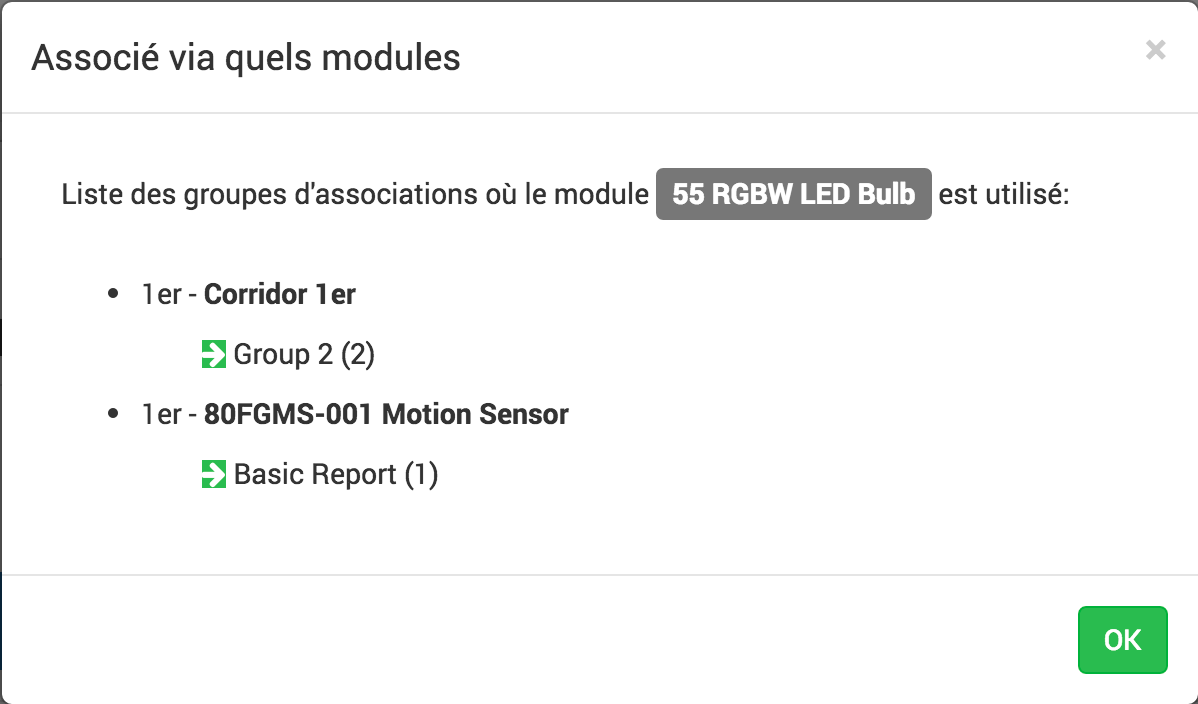 Associé via quels modules
×
Liste des groupes d'associations où le module 55 RGBW LED Bulb est utilisé:
• 1er - Corridor 1er
Group 2 (2)
• 1er - 80FGMS-001 Motion Sensor
Basic Report (1)
OK